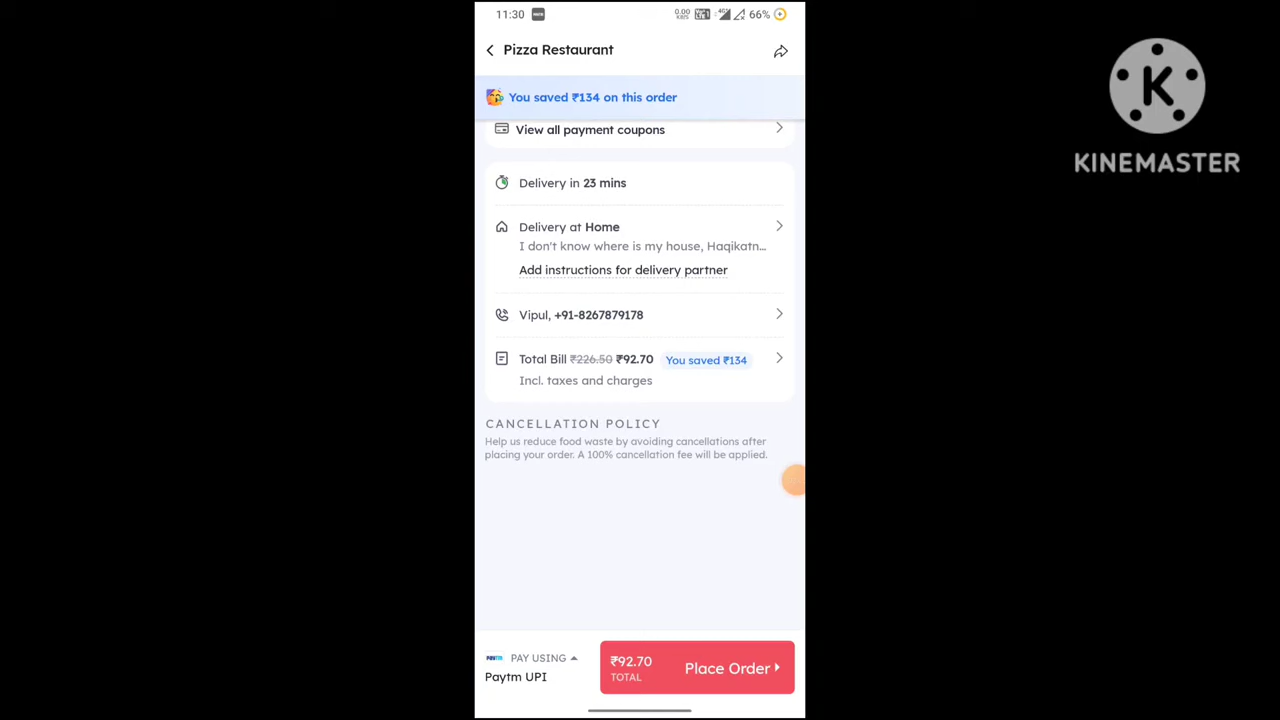 11:30
66%
Pizza Restaurant
You saved ₹134 on this order
View all payment coupons
Delivery in 23 mins
Delivery at Home
I don't know where is my house, Haqikatn...
Add instructions for delivery partner
Vipul, +91-8267879178
Total Bill ₹226.50 ₹92.70 You saved ₹134
Incl. taxes and charges
CANCELLATION POLICY
Help us reduce food waste by avoiding cancellations after
placing your order. A 100% cancellation fee will be applied.
PAY USING
Paytm UPI
₹92.70
TOTAL
Place Order
K
KINEMASTER